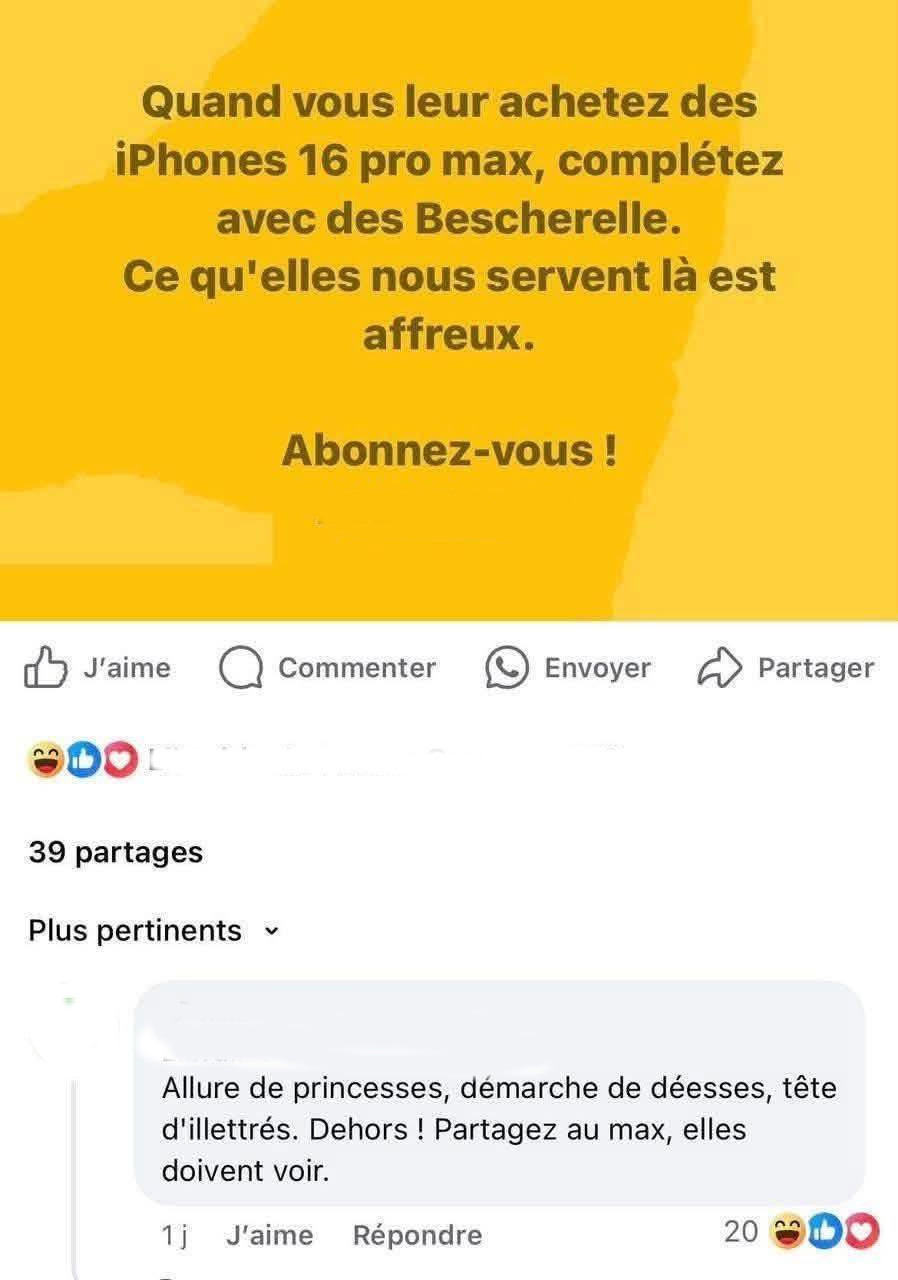 Quand vous leur achetez des
iPhones 16 pro max, complétez
avec des Bescherelle.
Ce qu'elles nous servent là est
affreux.
Abonnez-vous !
J'aime Commenter Envoyer Partager
39 partages
Plus pertinents
Allure de princesses, démarche de déesses, tête
d'illettrés. Dehors ! Partagez au max, elles
doivent voir.
1 j J'aime Répondre 20